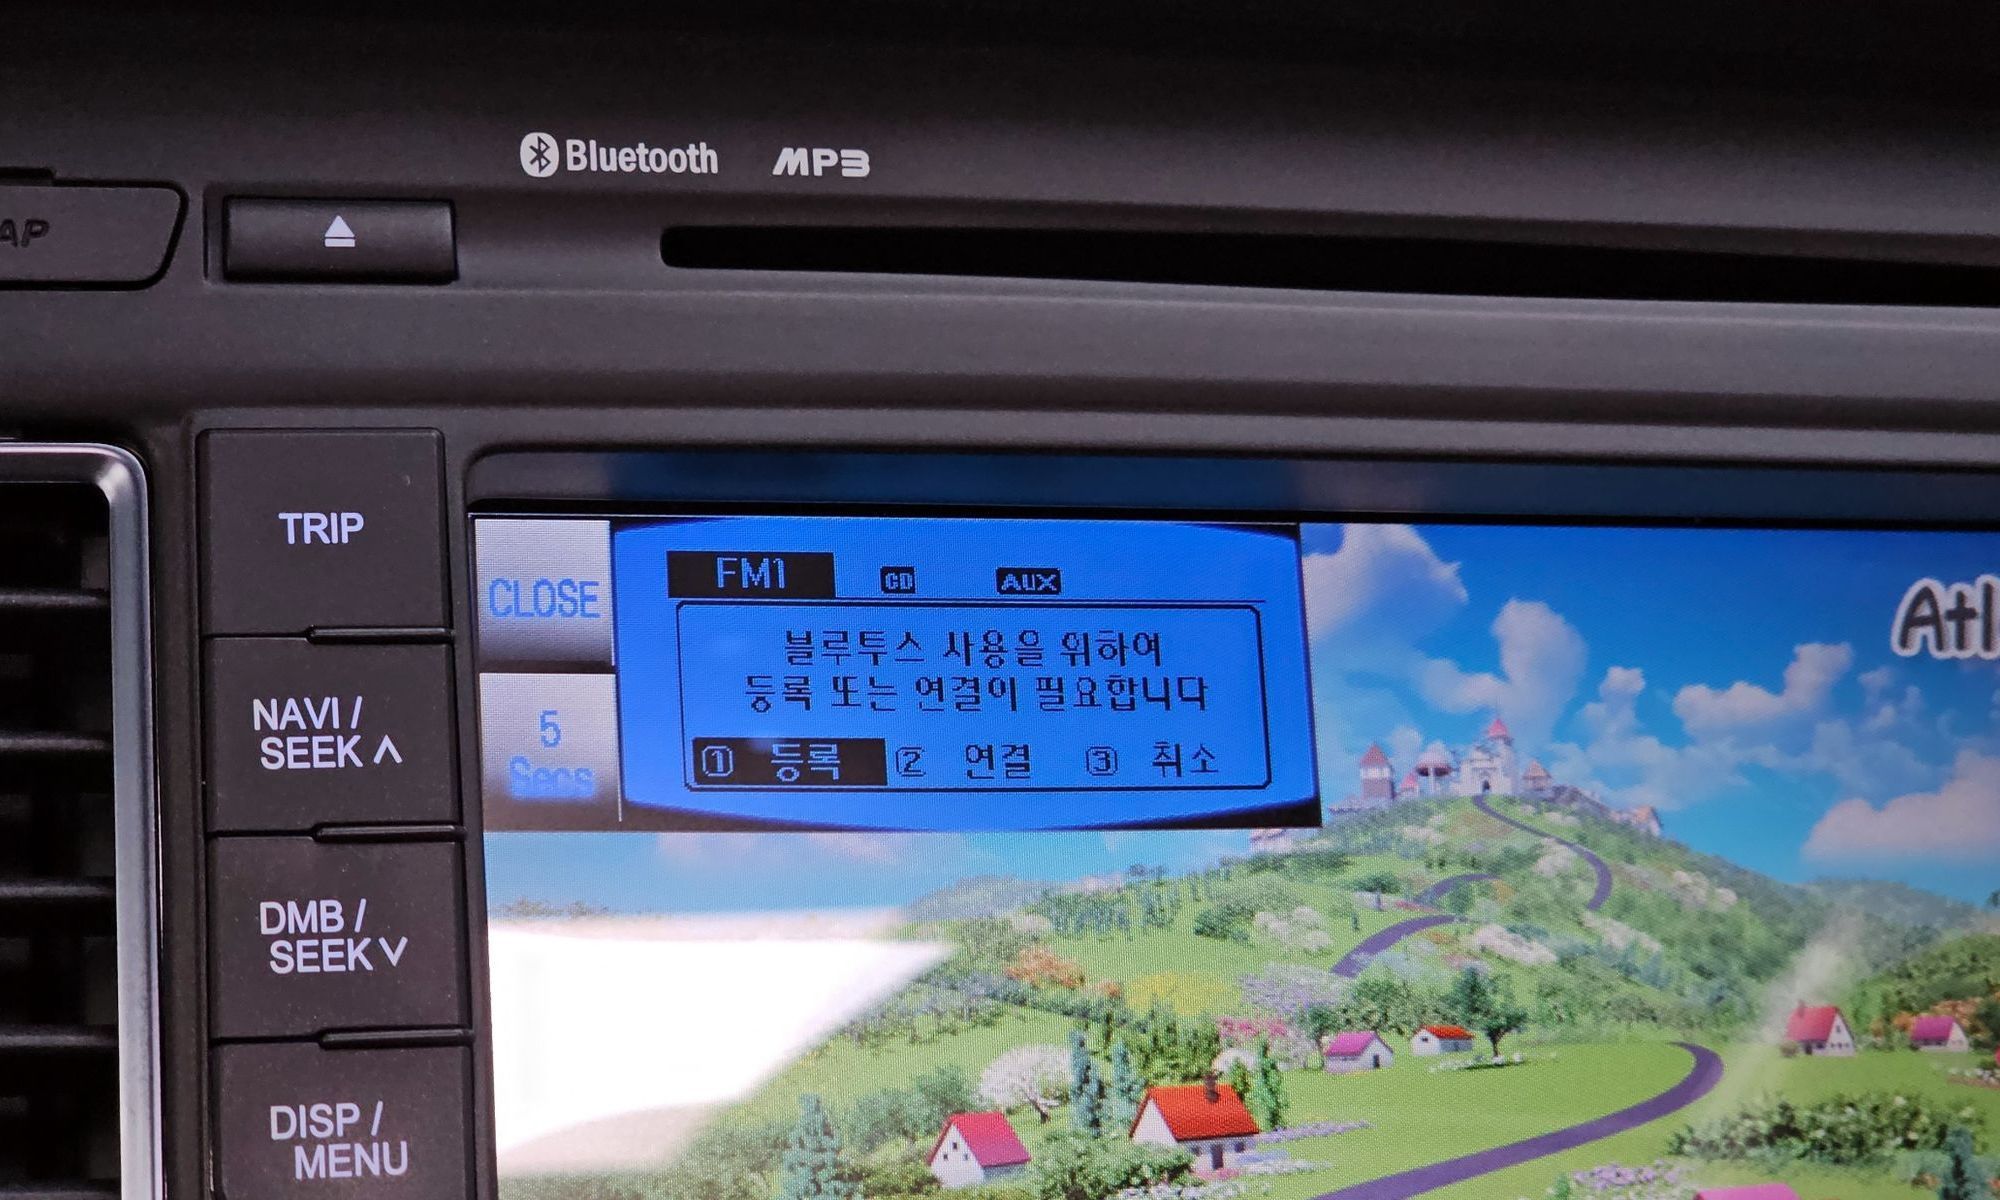 Bluetooth MP3
AP
TRIP
NAVI /
SEEK ∧
DMB /
SEEK ∨
DISP /
MENU
CLOSE
5
Secs
FM1 CD AUX
블루투스 사용을 위하여
등록 또는 연결이 필요합니다
① 등록 ② 연결 ③ 취소
Atl